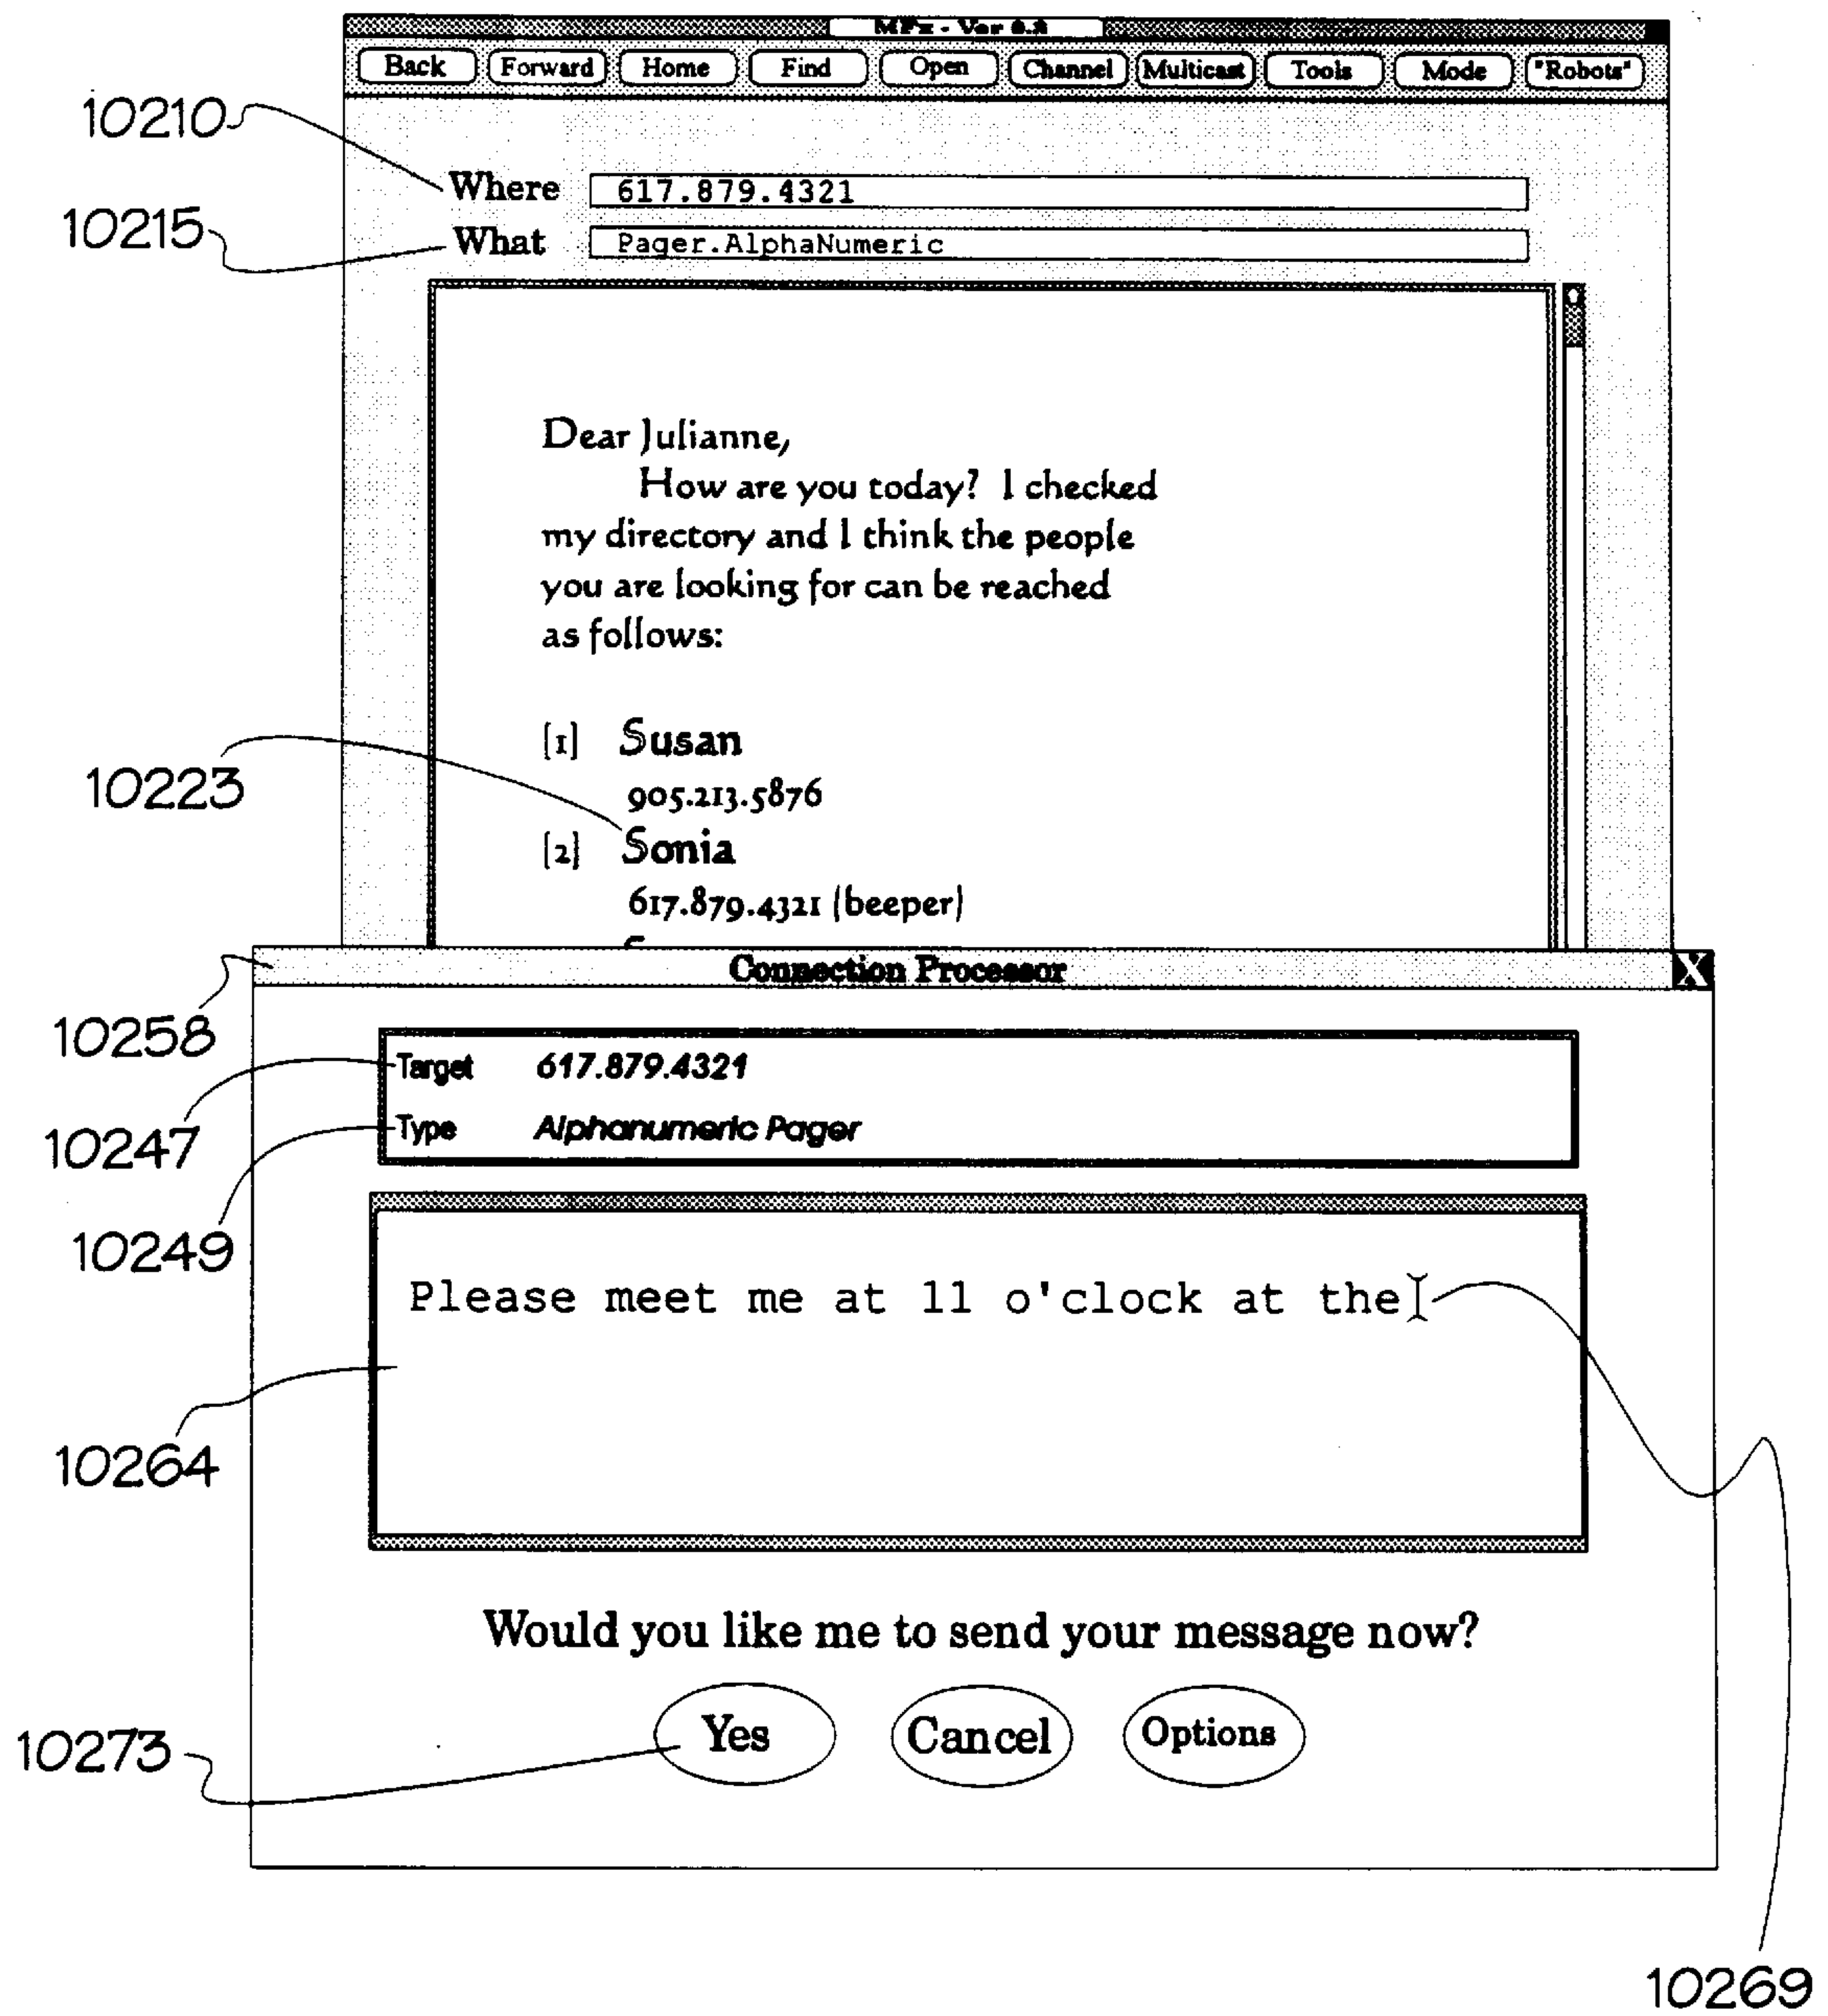 MFx - Ver
Back Forward Home Find Open Channel Multicast Tools Mode "Robots"
10210
Where 617.879.4321
10215
What Pager.AlphaNumeric
Dear Julianne,
How are you today? I checked
my directory and I think the people
you are looking for can be reached
as follows:
[1] Susan
10223
905.213.5876
[2] Sonia
617.879.4321 (beeper)
Connection Processor X
10258
Target 617.879.4321
10247
Type Alphanumeric Pager
10249
Please meet me at 11 o'clock at the
10264
Would you like me to send your message now?
10273
Yes Cancel Options
10269